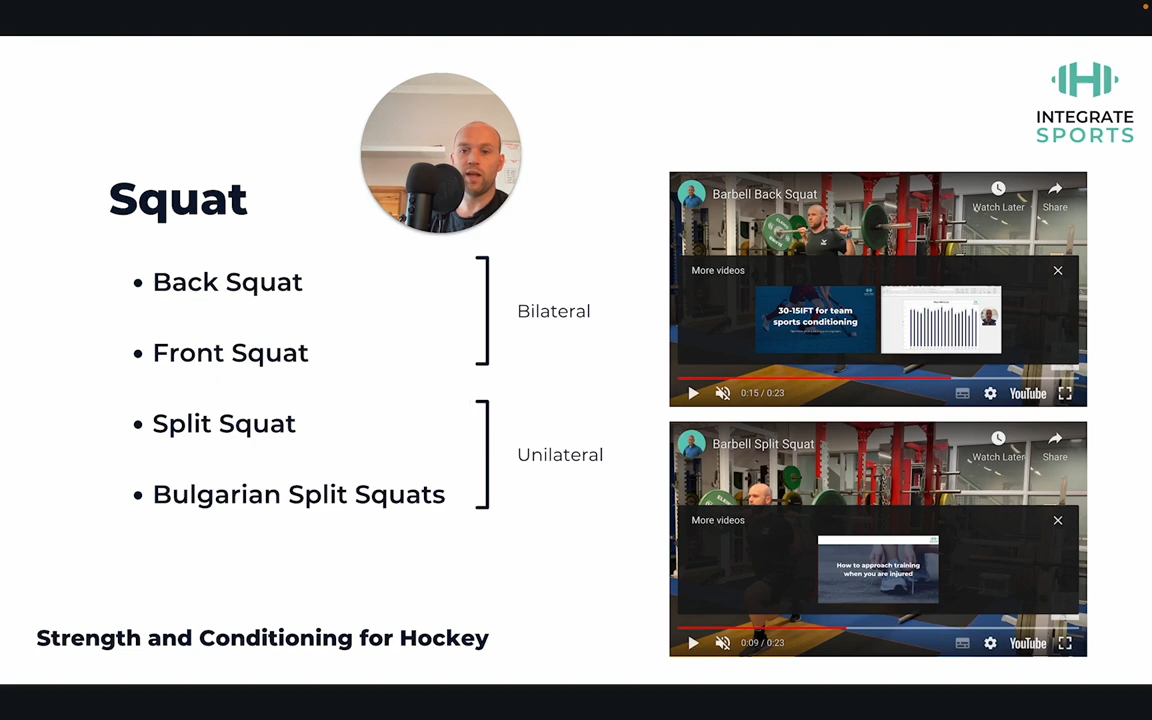 INTEGRATE
SPORTS
Squat
• Back Squat
• Front Squat
Bilateral
• Split Squat
• Bulgarian Split Squats
Unilateral
Strength and Conditioning for Hockey
Barbell Back Squat
Watch Later
Share
More videos
30-15IFT for team
sports conditioning
0:15 / 0:23
YouTube
Barbell Split Squat
Watch Later
Share
More videos
How to approach training
when you are injured
0:09 / 0:23
YouTube